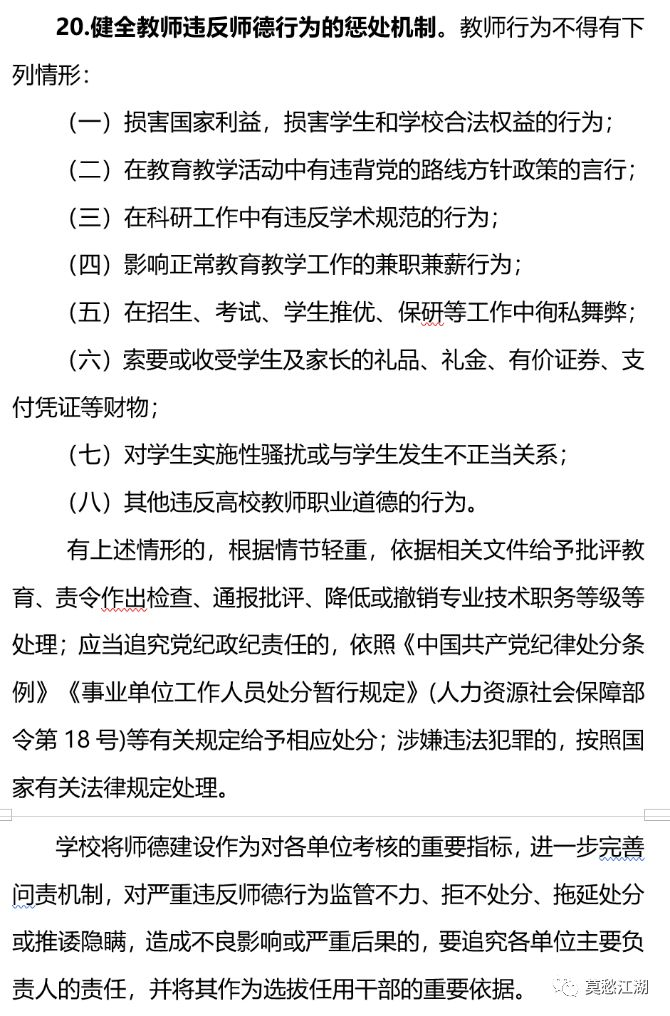 20.健全教师违反师德行为的惩处机制。教师行为不得有下
列情形：
（一）损害国家利益，损害学生和学校合法权益的行为；
（二）在教育教学活动中有违背党的路线方针政策的言行；
（三）在科研工作中有违反学术规范的行为；
（四）影响正常教育教学工作的兼职兼薪行为；
（五）在招生、考试、学生推优、保研等工作中徇私舞弊；
（六）索要或收受学生及家长的礼品、礼金、有价证券、支
付凭证等财物；
（七）对学生实施性骚扰或与学生发生不正当关系；
（八）其他违反高校教师职业道德的行为。
有上述情形的，根据情节轻重，依据相关文件给予批评教
育、责令作出检查、通报批评、降低或撤销专业技术职务等级等
处理；应当追究党纪政纪责任的，依照《中国共产党纪律处分条
例》《事业单位工作人员处分暂行规定》(人力资源社会保障部
令第 18 号)等有关规定给予相应处分；涉嫌违法犯罪的，按照国
家有关法律规定处理。
学校将师德建设作为对各单位考核的重要指标，进一步完善
问责机制，对严重违反师德行为监管不力、拒不处分、拖延处分
或推诿隐瞒，造成不良影响或严重后果的，要追究各单位主要负
责人的责任，并将其作为选拔任用干部的重要依据。
莫愁江湖